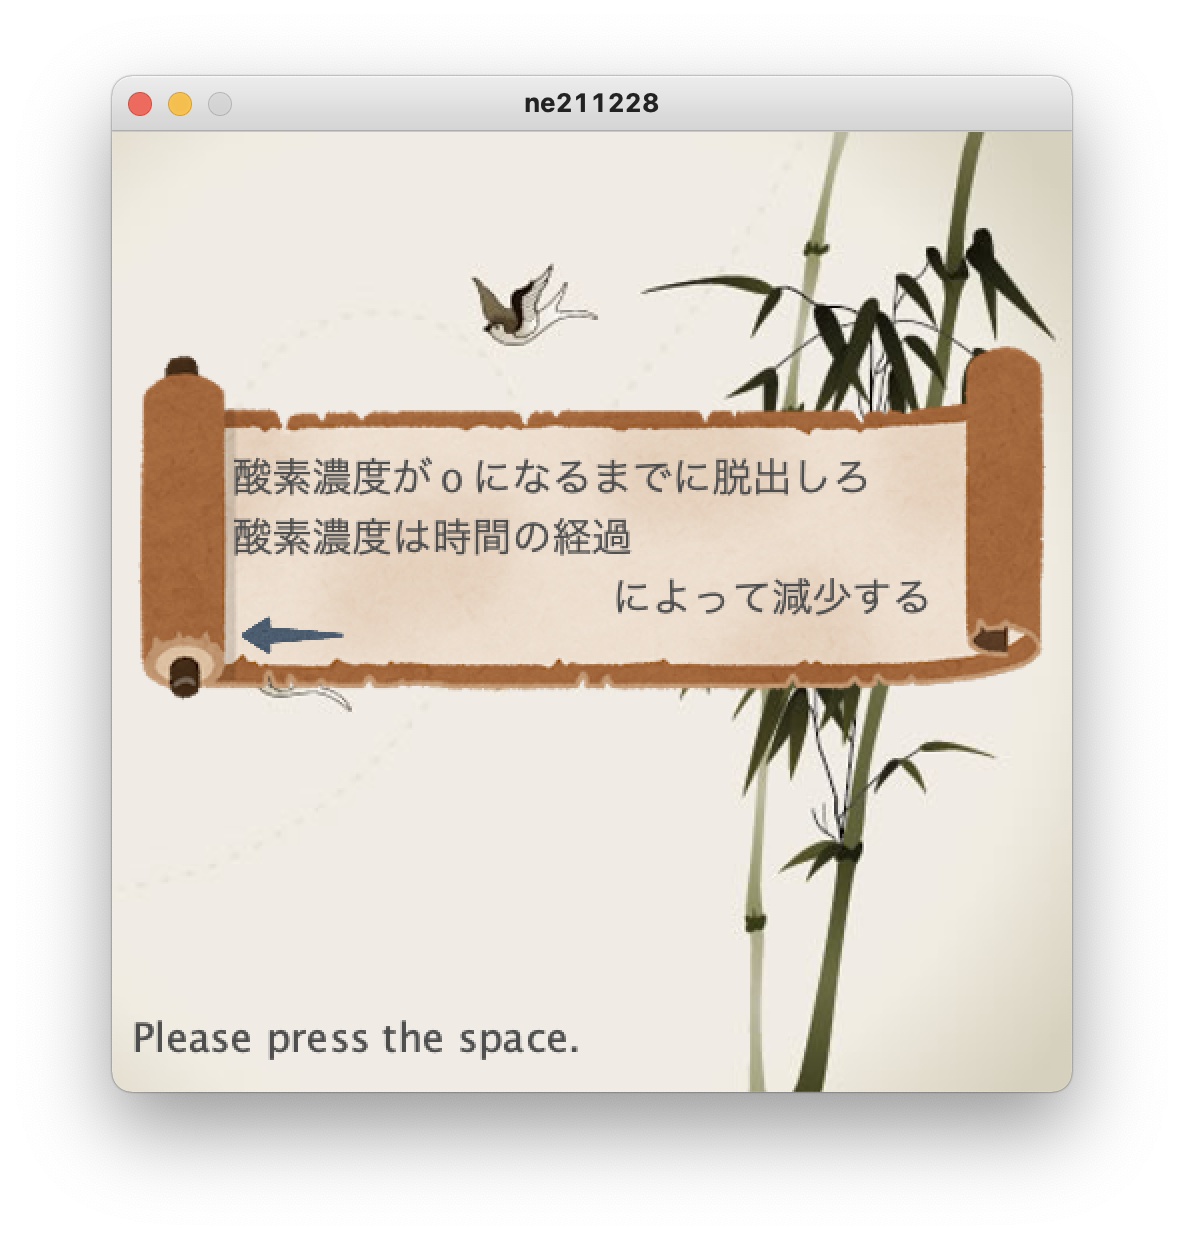 ne211228
酸素濃度がoになるまでに脱出しろ
酸素濃度は時間の経過
によって減少する
Please press the space.